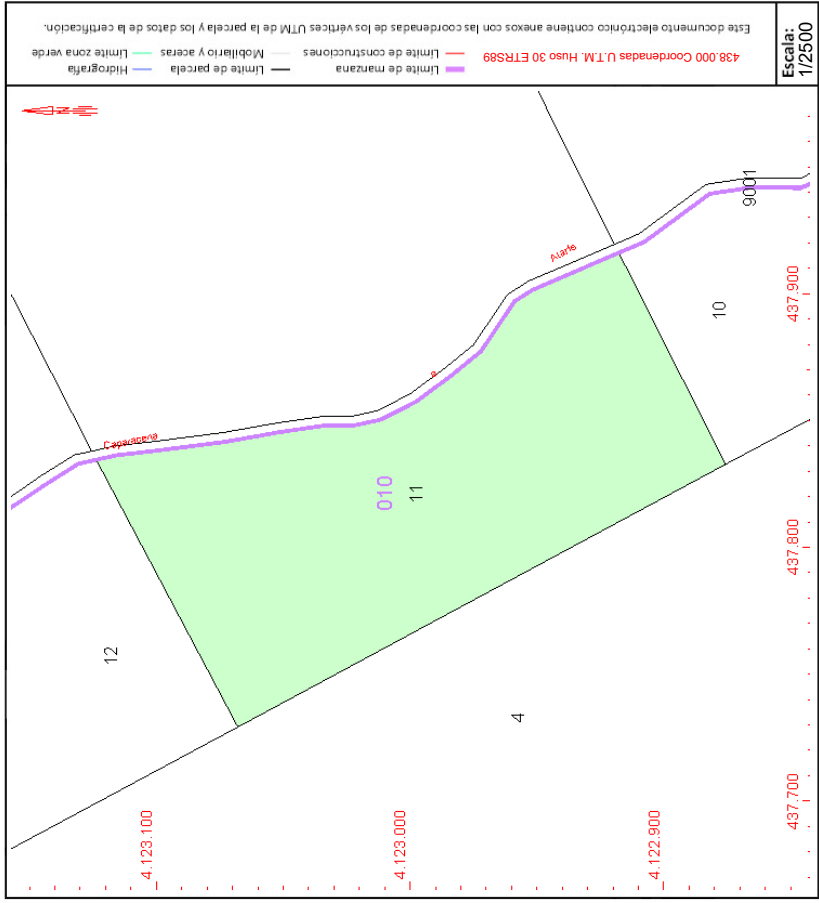 Este documento electrónico contiene anexos con las coordenadas de los vértices UTM de la parcela y los datos de la certificación.
438.000 Coordenadas U.T.M. Huso 30 ETRS89
Límite de manzana
Límite de construcciones
Límite de parcela
Mobiliario y aceras
Hidrografía
Límite zona verde
Escala:
1/2500
Atarfe
a
Caparacena
9001
10
010
11
12
4
437.900
437.800
437.700
4.123.100
4.123.000
4.122.900